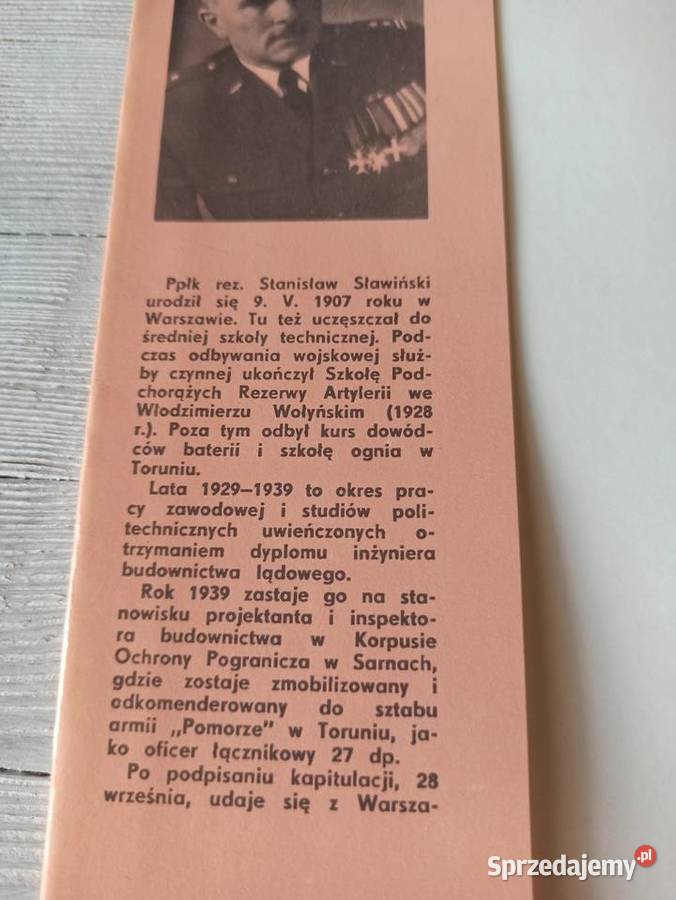 Ppłk rez. Stanisław Sławiński
urodził się 9. V. 1907 roku w
Warszawie. Tu też uczęszczał do
średniej szkoły technicznej. Pod-
czas odbywania wojskowej służ-
by czynnej ukończył Szkołę Pod-
chorążych Rezerwy Artylerii we
Włodzimierzu Wołyńskim (1928
r.). Poza tym odbył kurs dowód-
ców baterii i szkołę ognia w
Toruniu.
Lata 1929–1939 to okres pra-
cy zawodowej i studiów poli-
technicznych uwieńczonych o-
trzymaniem dyplomu inżyniera
budownictwa lądowego.
Rok 1939 zastaje go na sta-
nowisku projektanta i inspekto-
ra budownictwa w Korpusie
Ochrony Pogranicza w Sarnach,
gdzie zostaje zmobilizowany i
odkomenderowany do sztabu
armii „Pomorze” w Toruniu, ja-
ko oficer łącznikowy 27 dp.
Po podpisaniu kapitulacji, 28
września, udaje się z Warsza-
Sprzedajemy.pl